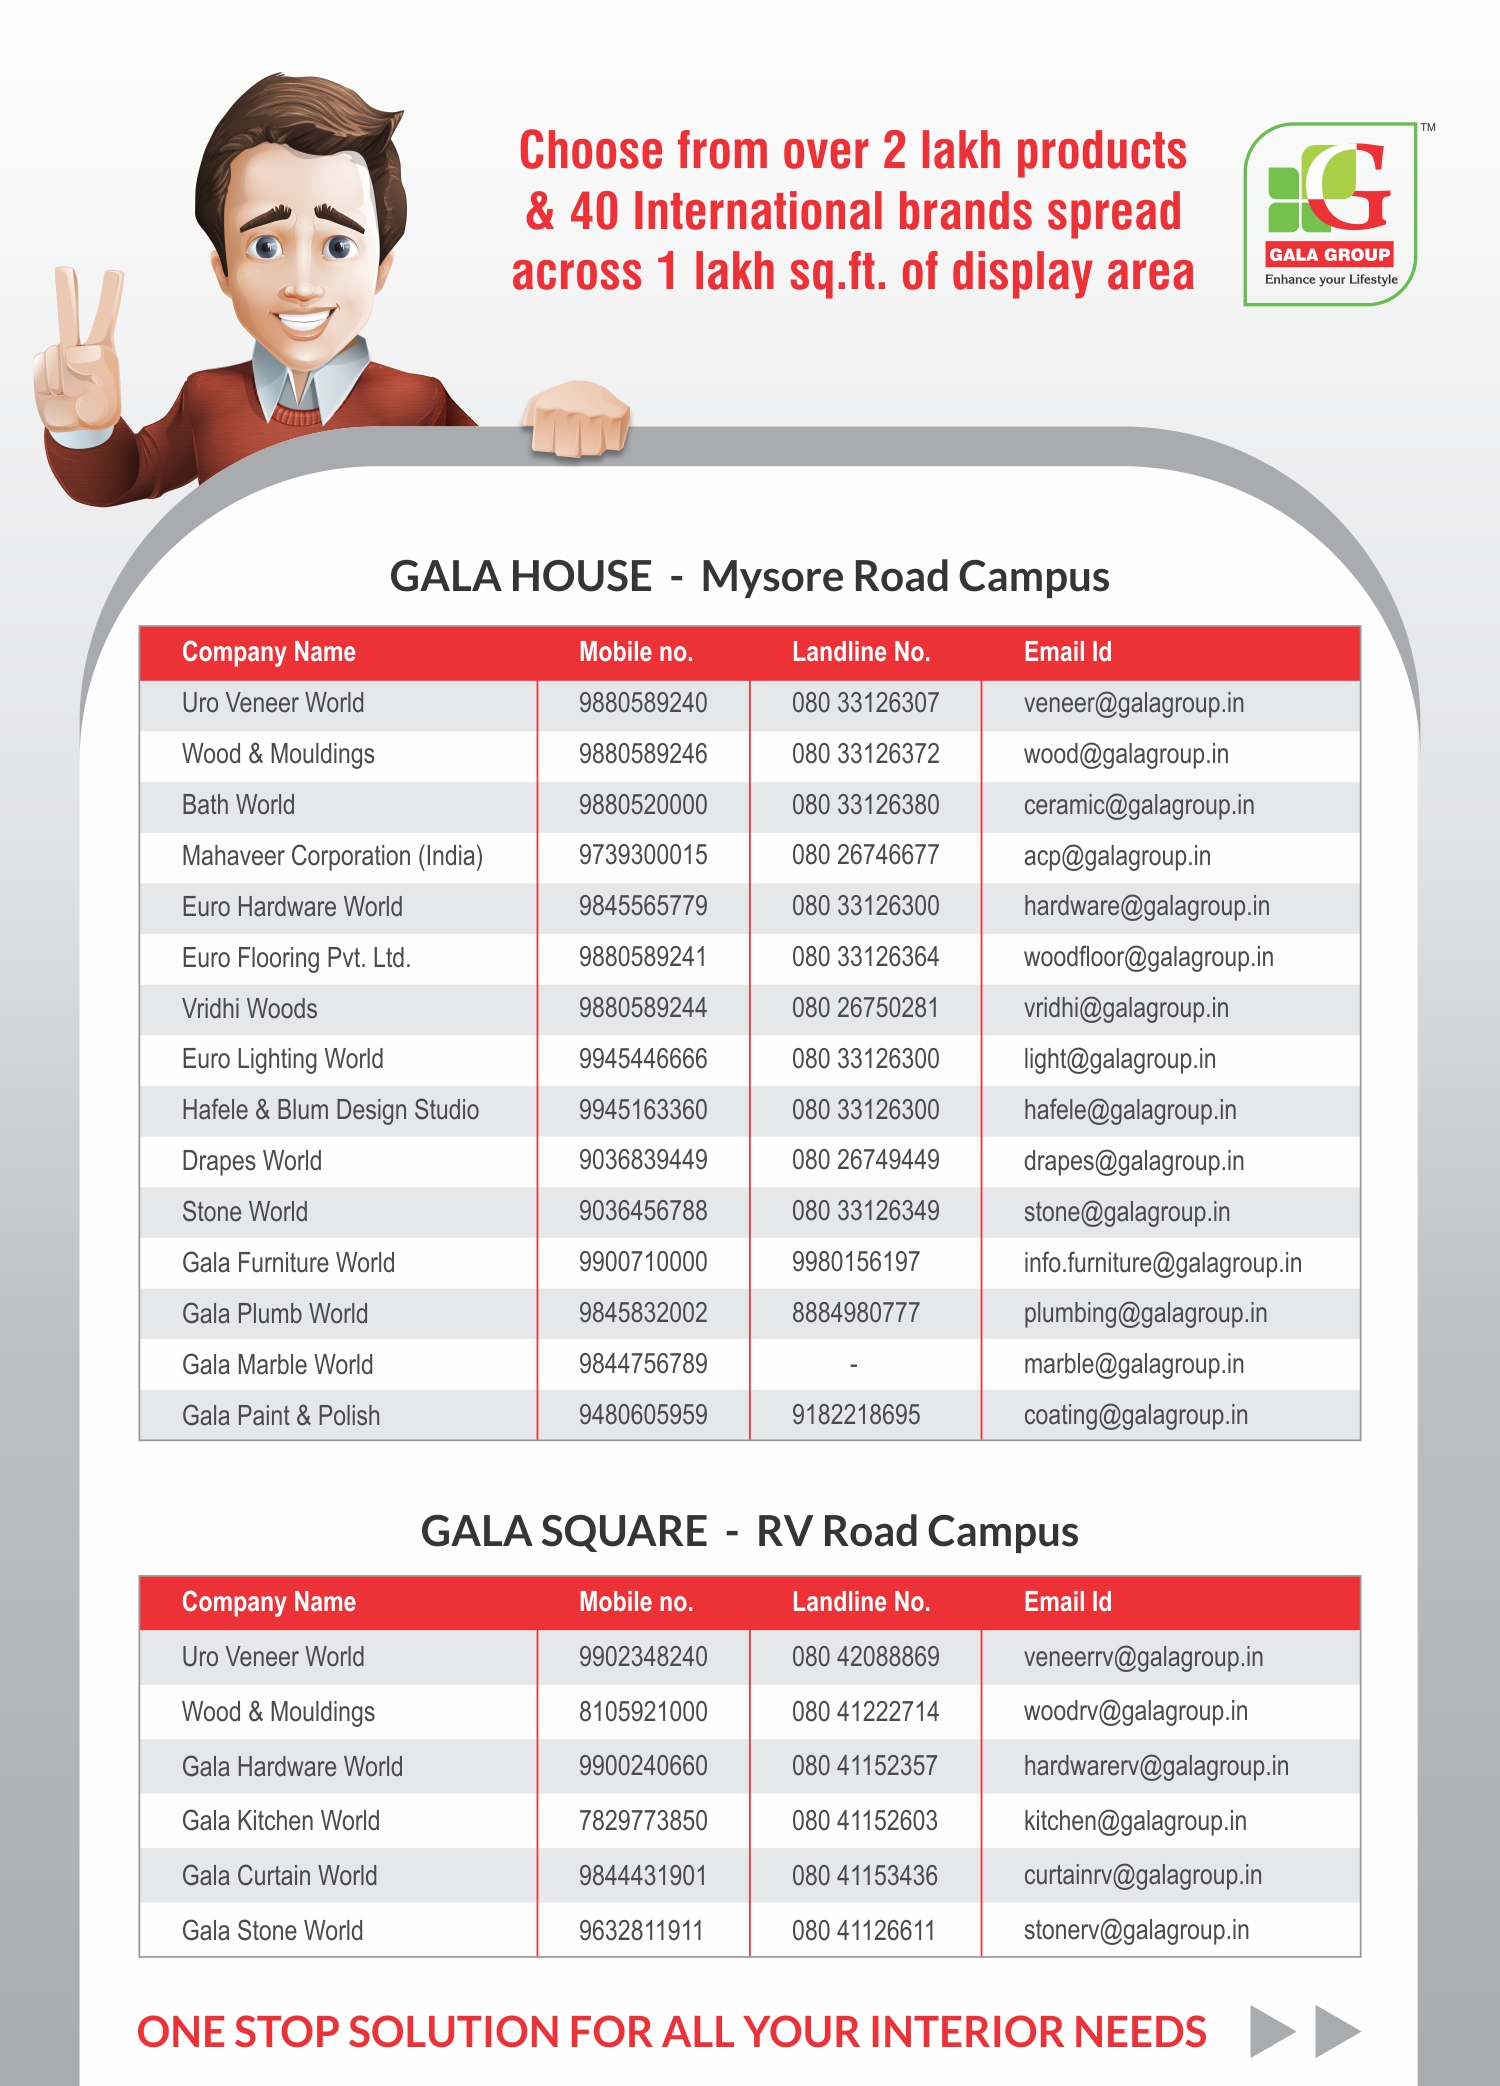 Choose from over 2 lakh products
& 40 International brands spread
across 1 lakh sq.ft. of display area
TM
G
GALA GROUP
Enhance your Lifestyle
GALA HOUSE - Mysore Road Campus
Company Name Mobile no. Landline No. Email Id
Uro Veneer World 9880589240 080 33126307 veneer@galagroup.in
Wood & Mouldings 9880589246 080 33126372 wood@galagroup.in
Bath World 9880520000 080 33126380 ceramic@galagroup.in
Mahaveer Corporation (India) 9739300015 080 26746677 acp@galagroup.in
Euro Hardware World 9845565779 080 33126300 hardware@galagroup.in
Euro Flooring Pvt. Ltd. 9880589241 080 33126364 woodfloor@galagroup.in
Vridhi Woods 9880589244 080 26750281 vridhi@galagroup.in
Euro Lighting World 9945446666 080 33126300 light@galagroup.in
Hafele & Blum Design Studio 9945163360 080 33126300 hafele@galagroup.in
Drapes World 9036839449 080 26749449 drapes@galagroup.in
Stone World 9036456788 080 33126349 stone@galagroup.in
Gala Furniture World 9900710000 9980156197 info.furniture@galagroup.in
Gala Plumb World 9845832002 8884980777 plumbing@galagroup.in
Gala Marble World 9844756789 - marble@galagroup.in
Gala Paint & Polish 9480605959 9182218695 coating@galagroup.in
GALA SQUARE - RV Road Campus
Company Name Mobile no. Landline No. Email Id
Uro Veneer World 9902348240 080 42088869 veneerrv@galagroup.in
Wood & Mouldings 8105921000 080 41222714 woodrv@galagroup.in
Gala Hardware World 9900240660 080 41152357 hardwarerv@galagroup.in
Gala Kitchen World 7829773850 080 41152603 kitchen@galagroup.in
Gala Curtain World 9844431901 080 41153436 curtainrv@galagroup.in
Gala Stone World 9632811911 080 41126611 stonerv@galagroup.in
ONE STOP SOLUTION FOR ALL YOUR INTERIOR NEEDS